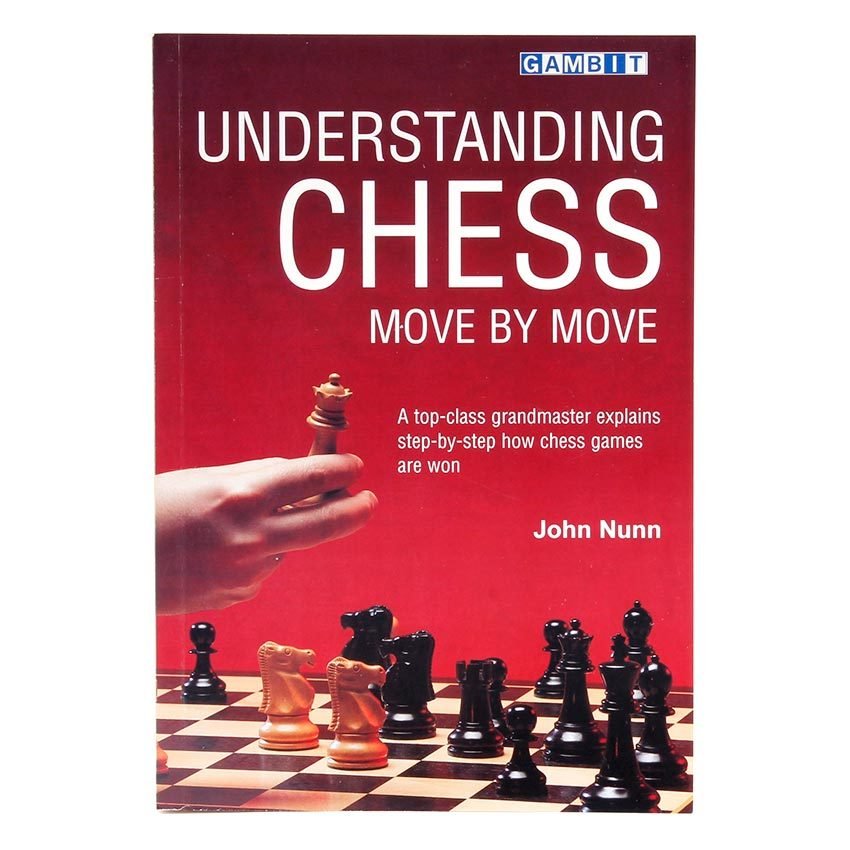 GAMBIT
UNDERSTANDING
CHESS
MOVE BY MOVE
A top-class grandmaster explains
step-by-step how chess games
are won
John Nunn